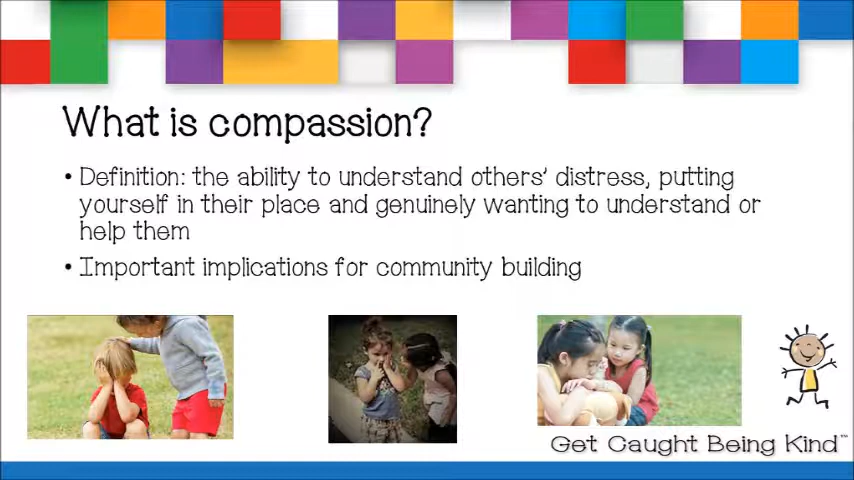 What is compassion?
• Definition: the ability to understand others' distress, putting
yourself in their place and genuinely wanting to understand or
help them
• Important implications for community building
Get Caught Being Kind™